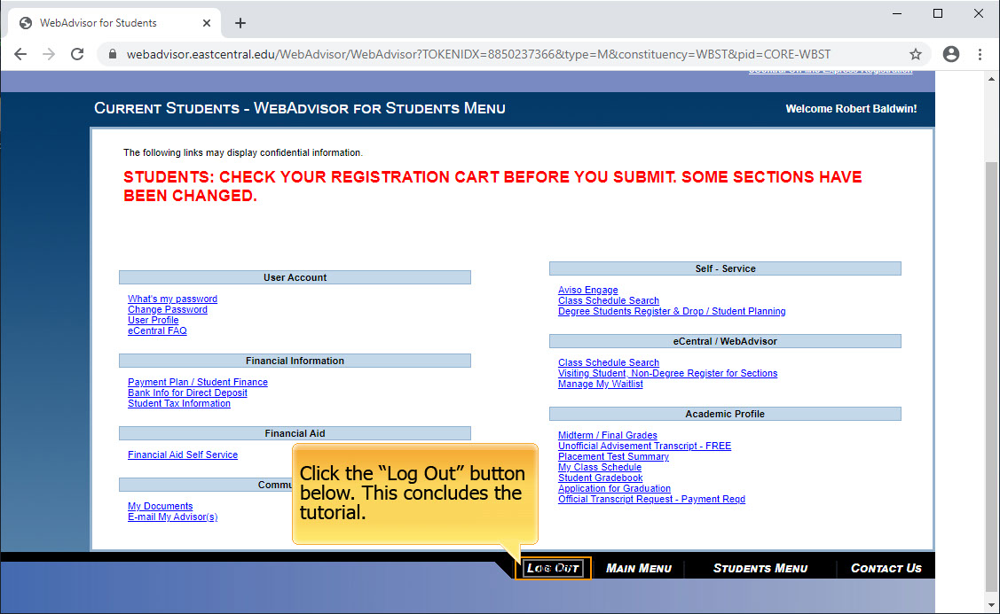 WebAdvisor for Students
webadvisor.eastcentral.edu/WebAdvisor/WebAdvisor?TOKENIDX=8850237366&type=M&constituency=WBST&pid=CORE-WBST
CURRENT STUDENTS - WEBADVISOR FOR STUDENTS MENU
Welcome Robert Baldwin!
The following links may display confidential information.
STUDENTS: CHECK YOUR REGISTRATION CART BEFORE YOU SUBMIT. SOME SECTIONS HAVE
BEEN CHANGED.
User Account
What's my password
Change Password
User Profile
eCentral FAQ
Financial Information
Payment Plan / Student Finance
Bank Info for Direct Deposit
Student Tax Information
Financial Aid
Financial Aid Self Service
Commu
My Documents
E-mail My Advisor(s)
Self - Service
Aviso Engage
Class Schedule Search
Degree Students Register & Drop / Student Planning
eCentral / WebAdvisor
Class Schedule Search
Visiting Student, Non-Degree Register for Sections
Manage My Waitlist
Academic Profile
Midterm / Final Grades
Unofficial Advisement Transcript - FREE
Placement Test Summary
My Class Schedule
Student Gradebook
Application for Graduation
Official Transcript Request - Payment Reqd
Click the “Log Out” button
below. This concludes the
tutorial.
LOG OUT
MAIN MENU
STUDENTS MENU
CONTACT US